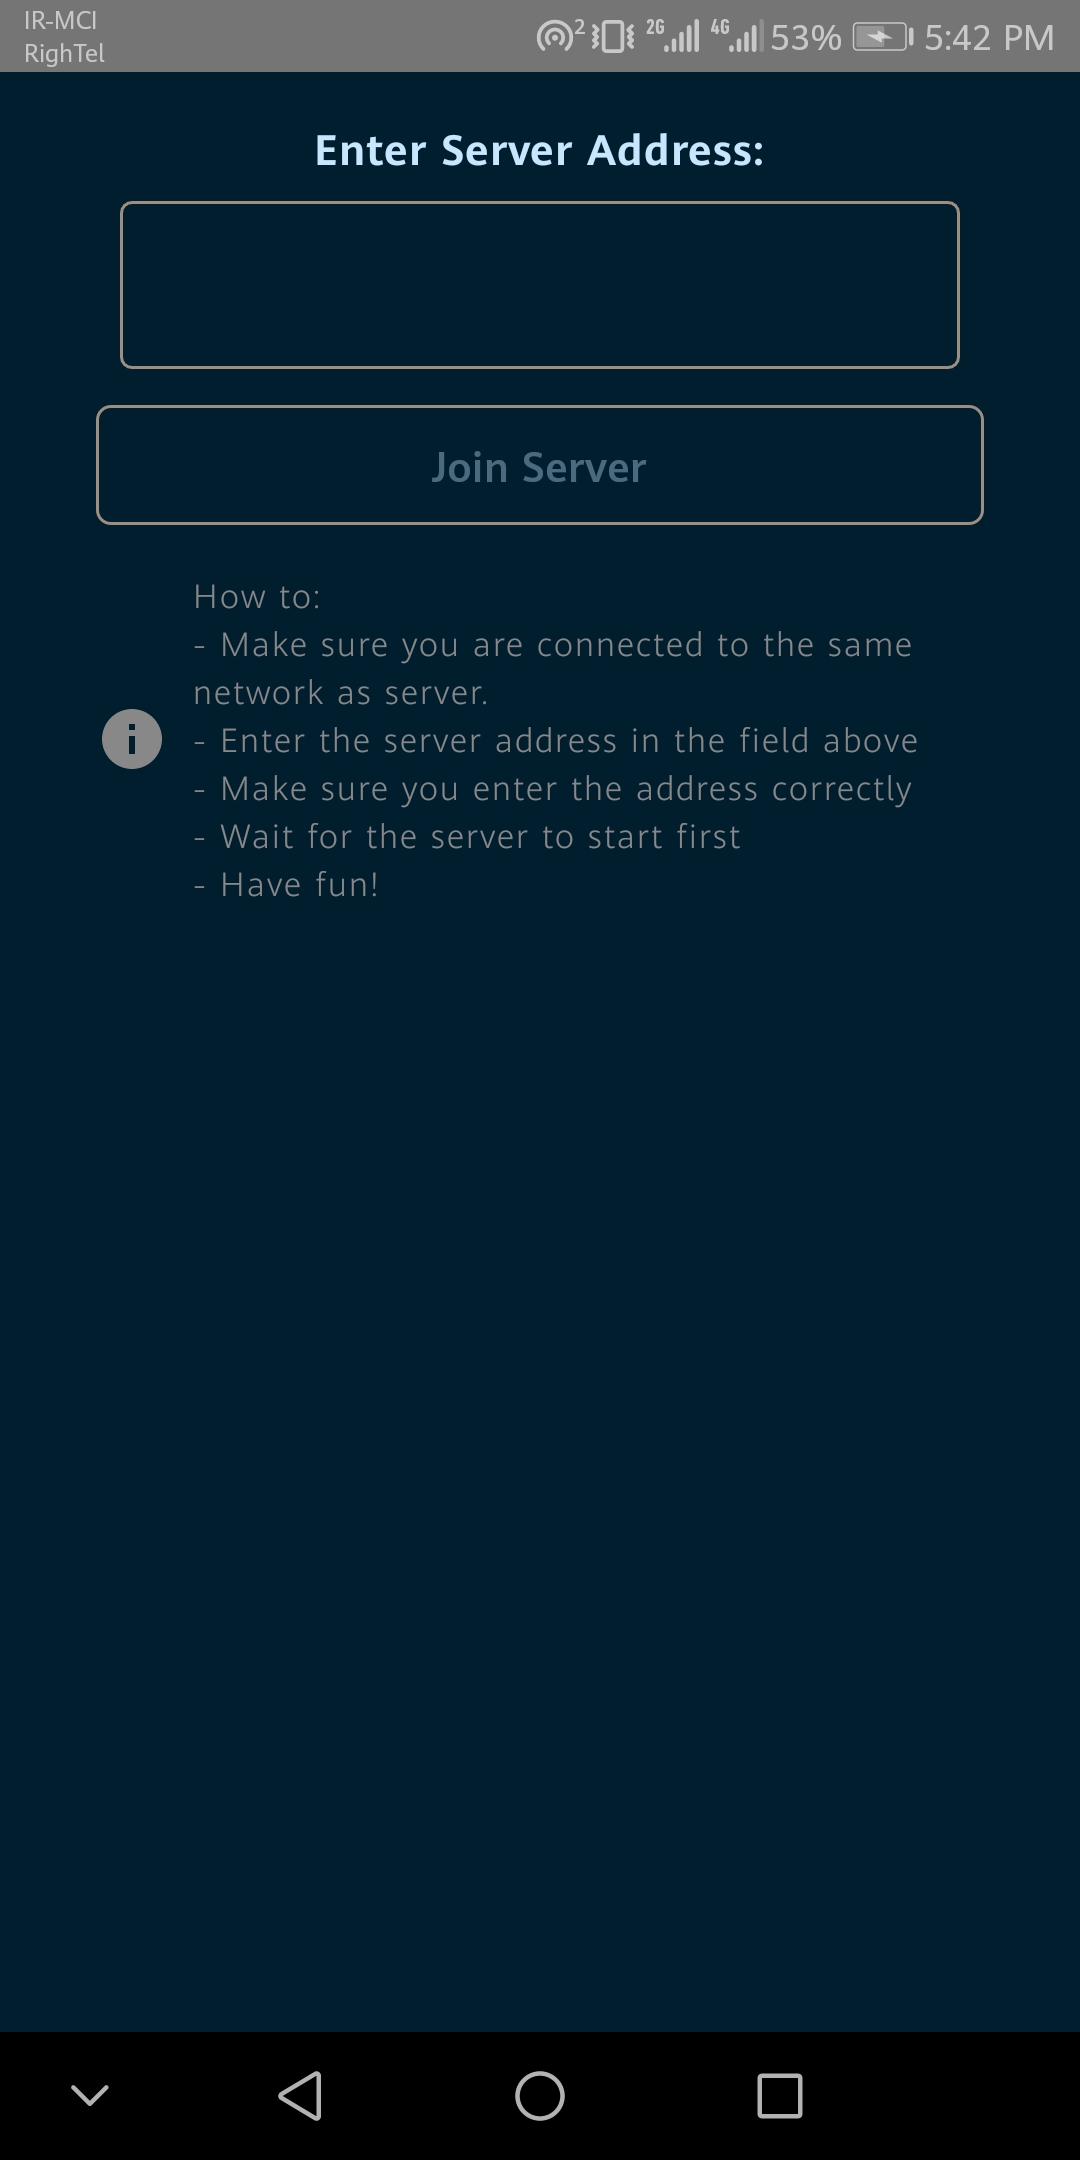 IR-MCI
RighTel
2 2G 4G 53% 5:42 PM
Enter Server Address:
Join Server
How to:
- Make sure you are connected to the same
network as server.
- Enter the server address in the field above
- Make sure you enter the address correctly
- Wait for the server to start first
- Have fun!